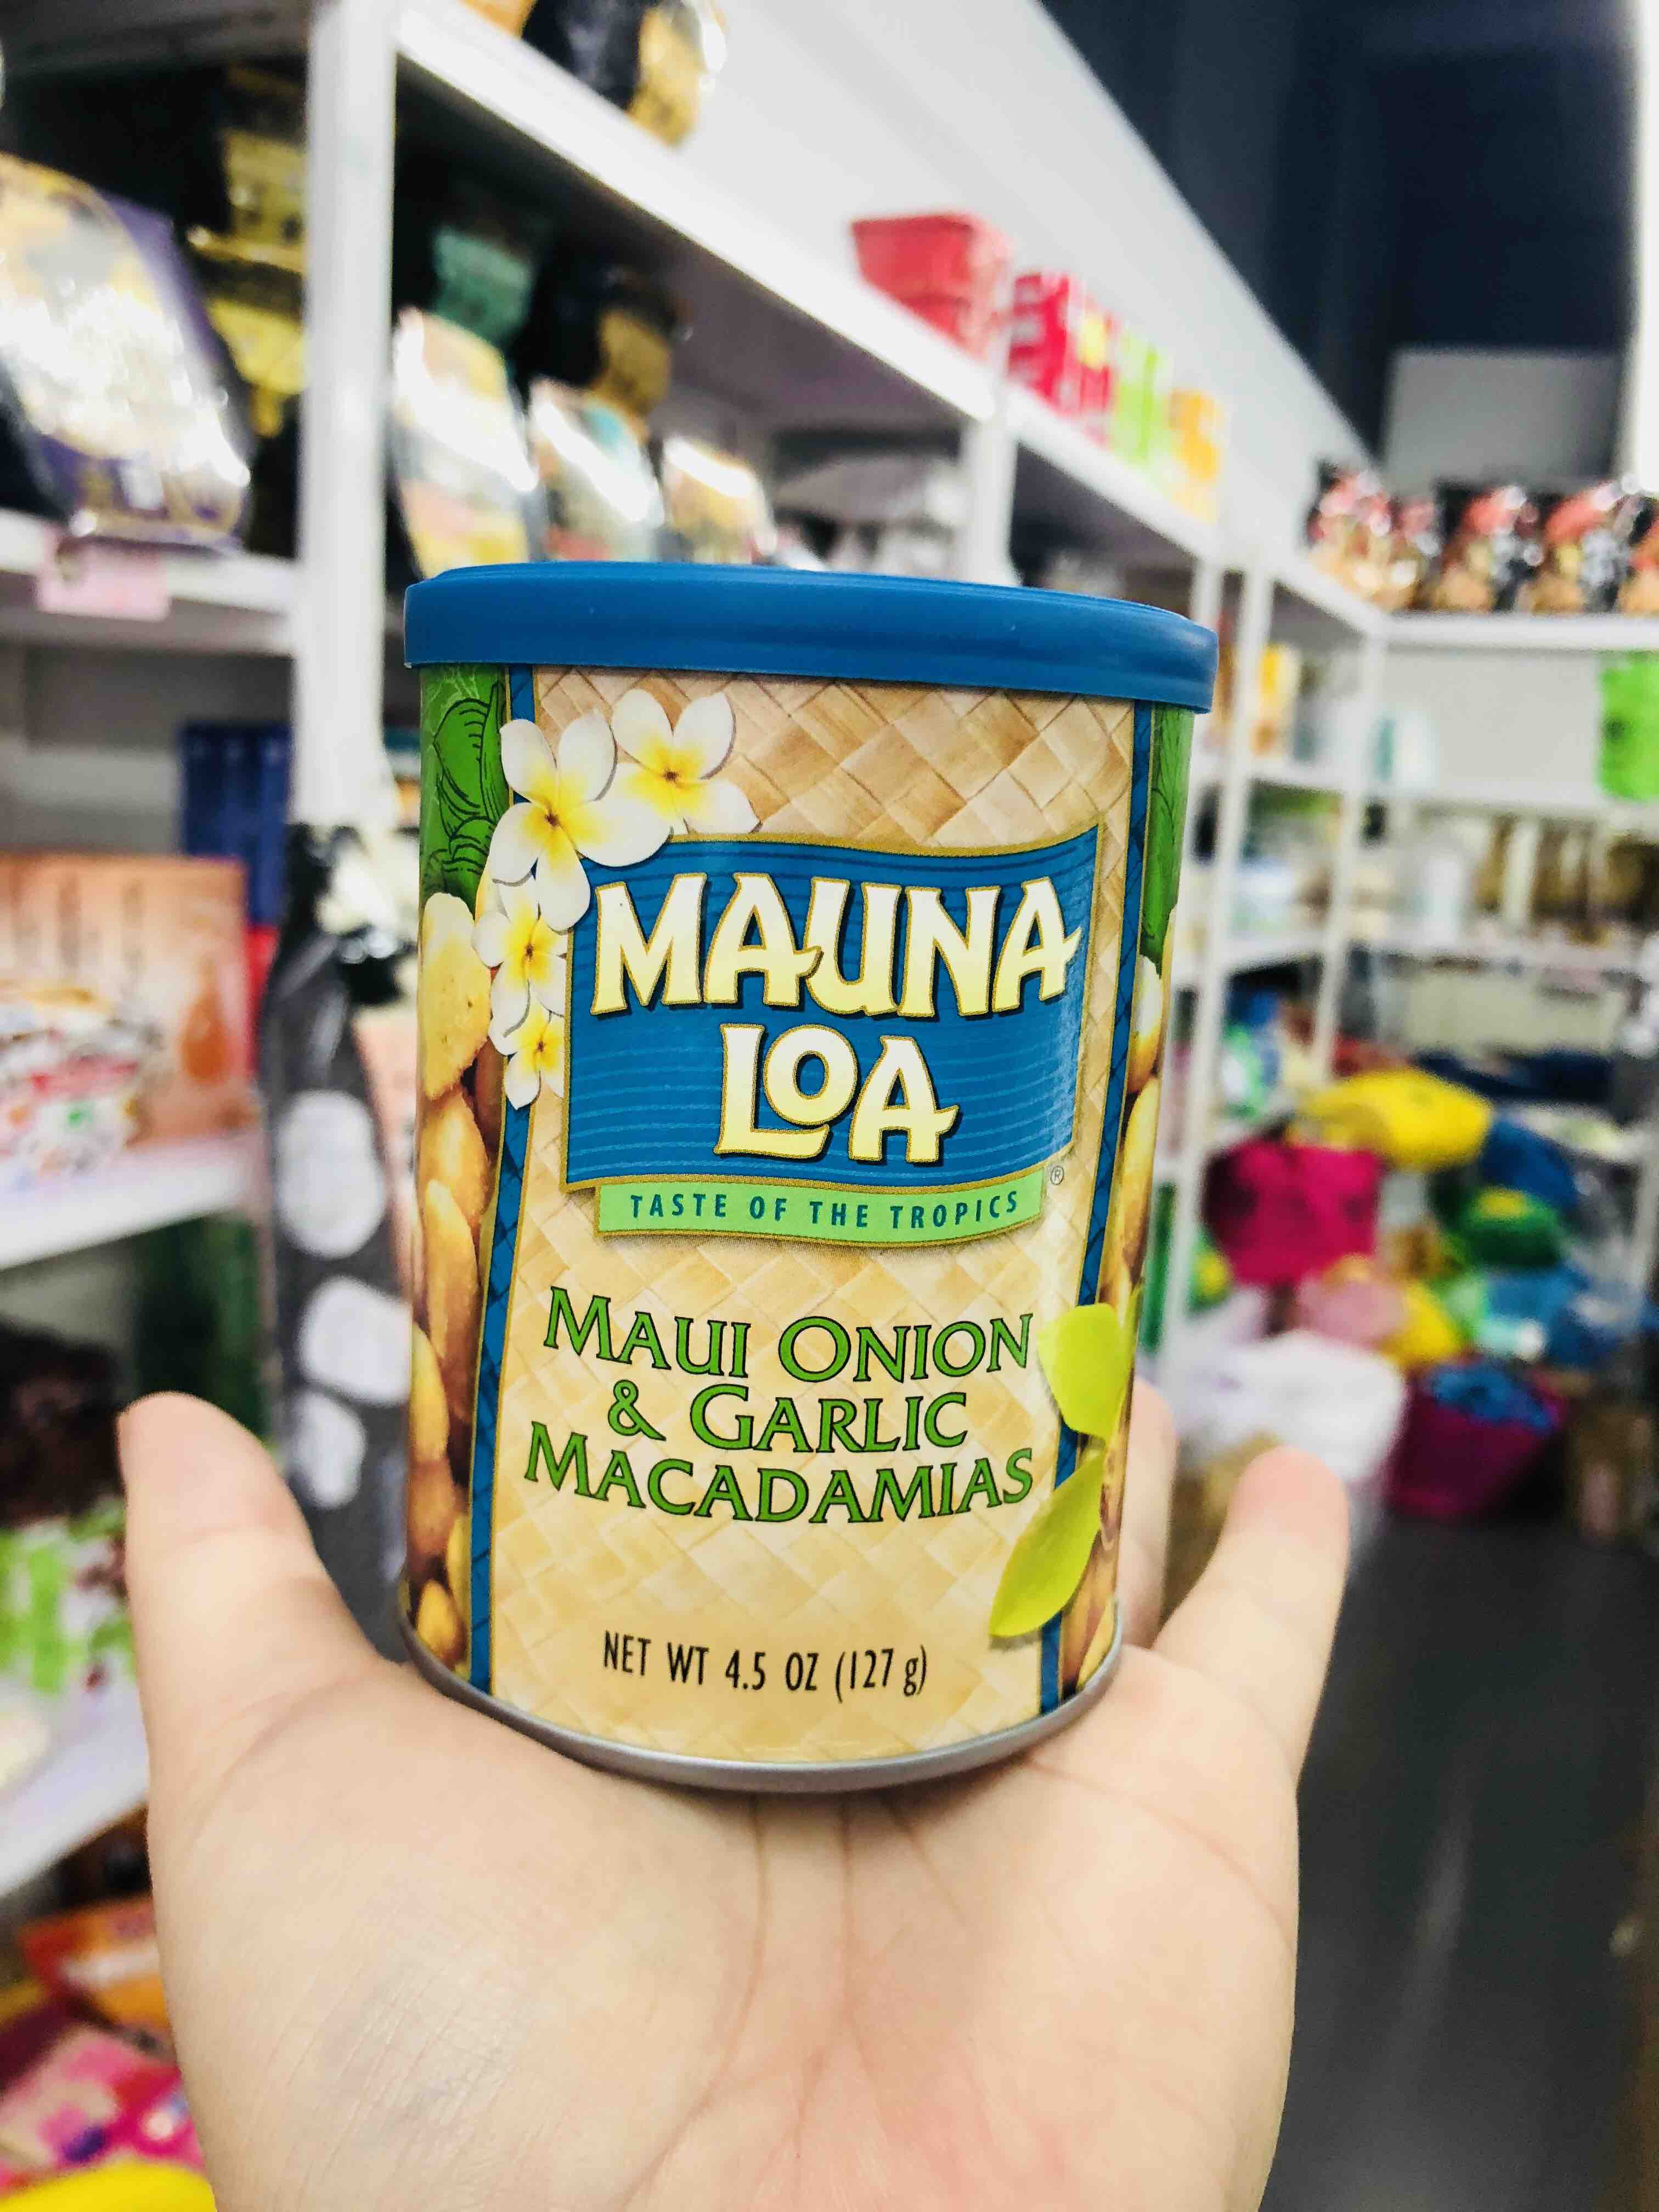 MAUNA
LOA
®
TASTE OF THE TROPICS
MAUI ONION
& GARLIC
MACADAMIAS
NET WT 4.5 OZ (127 g)